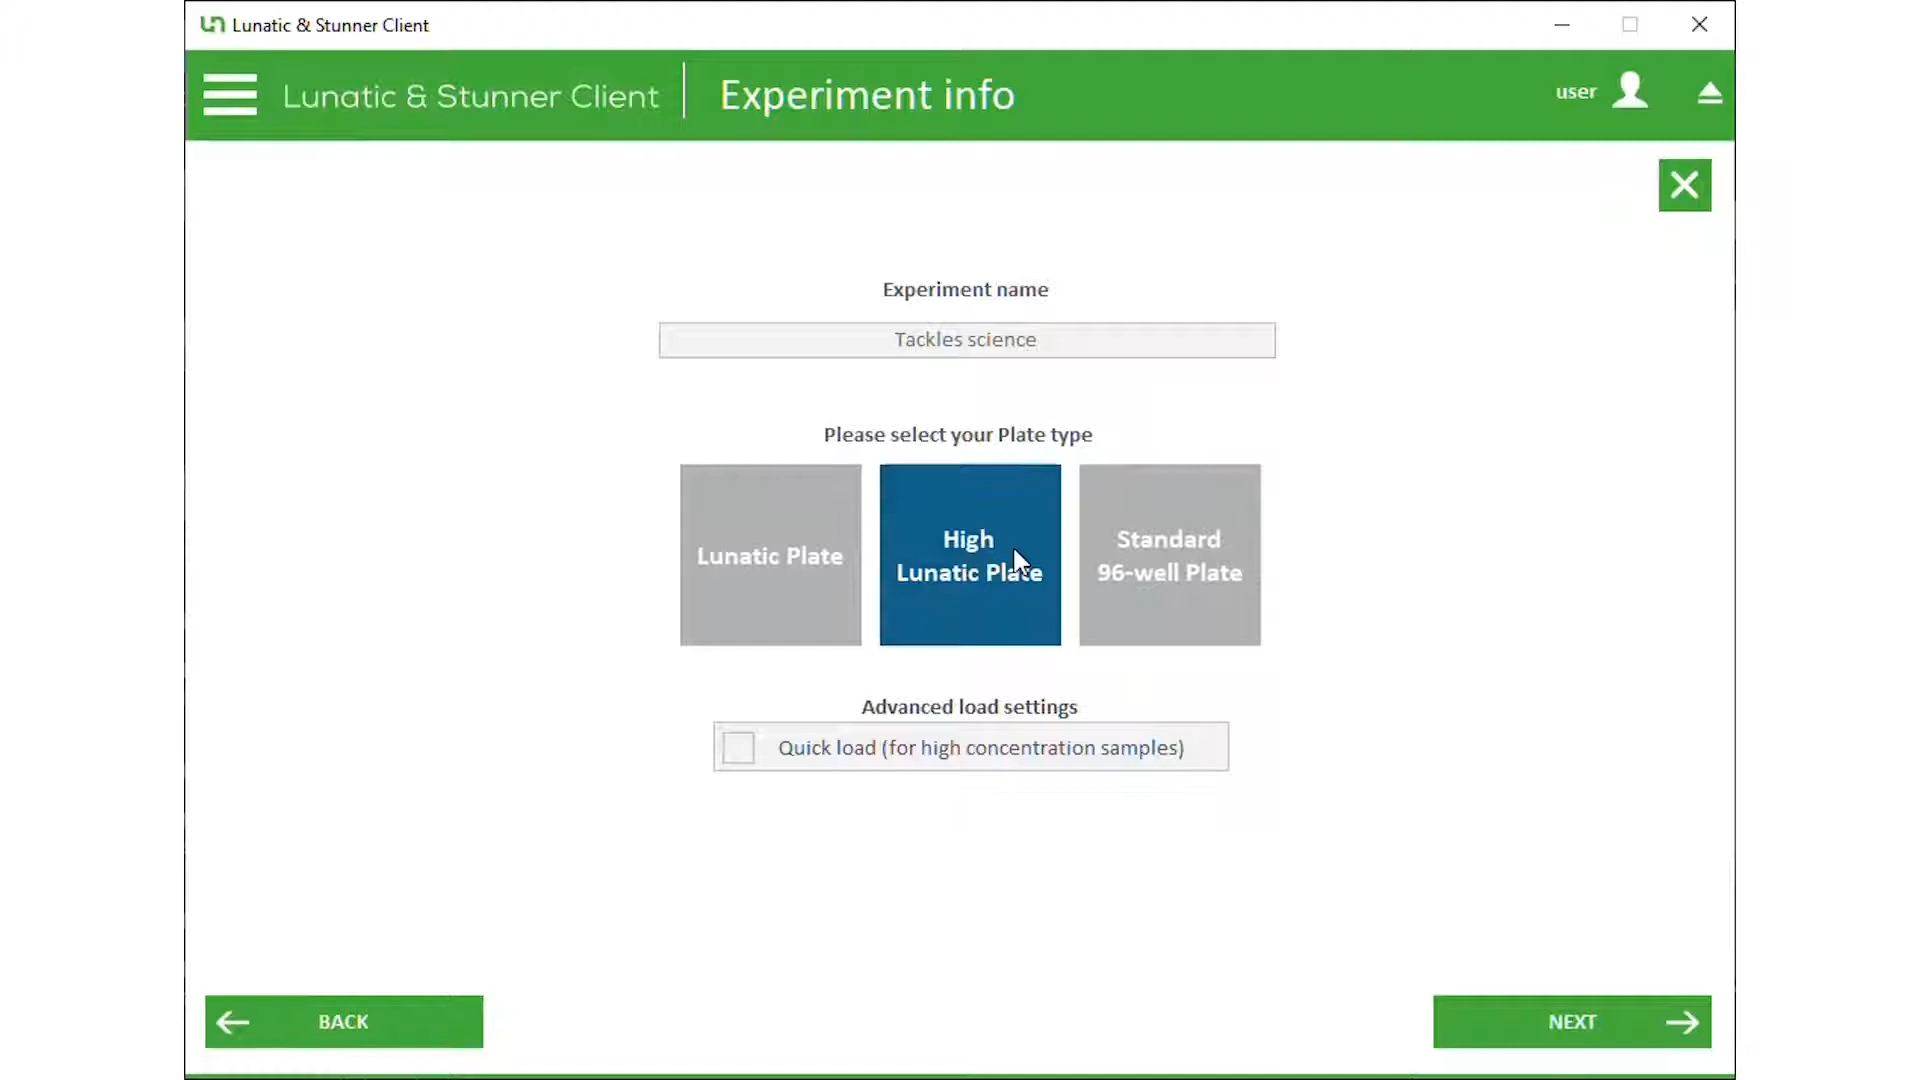 Lunatic & Stunner Client
Lunatic & Stunner Client
Experiment info
user
Experiment name
Tackles science
Please select your Plate type
Lunatic Plate
High
Lunatic Plate
Standard
96-well Plate
Advanced load settings
Quick load (for high concentration samples)
BACK
NEXT